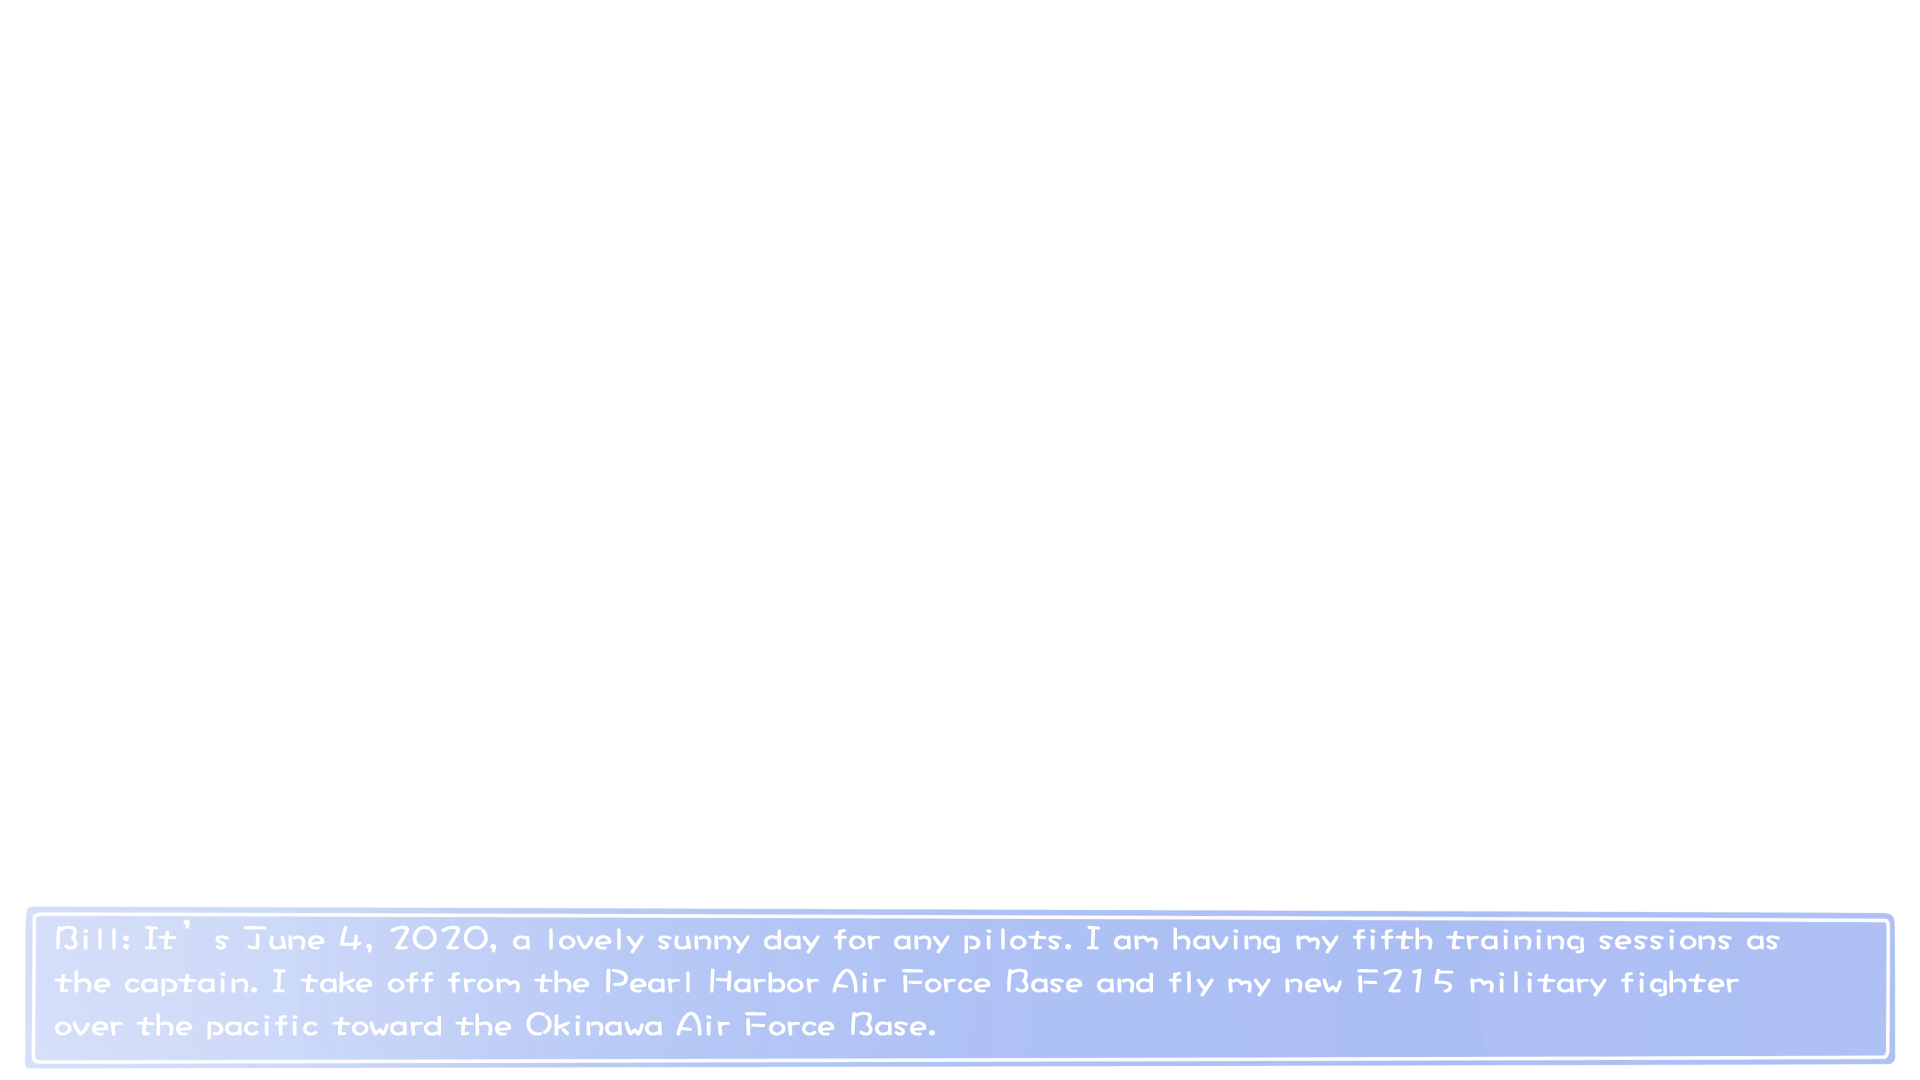 Bill: It’s June 4, 2020, a lovely sunny day for any pilots. I am having my fifth training sessions as
the captain. I take off from the Pearl Harbor Air Force Base and fly my new F215 military fighter
over the pacific toward the Okinawa Air Force Base.